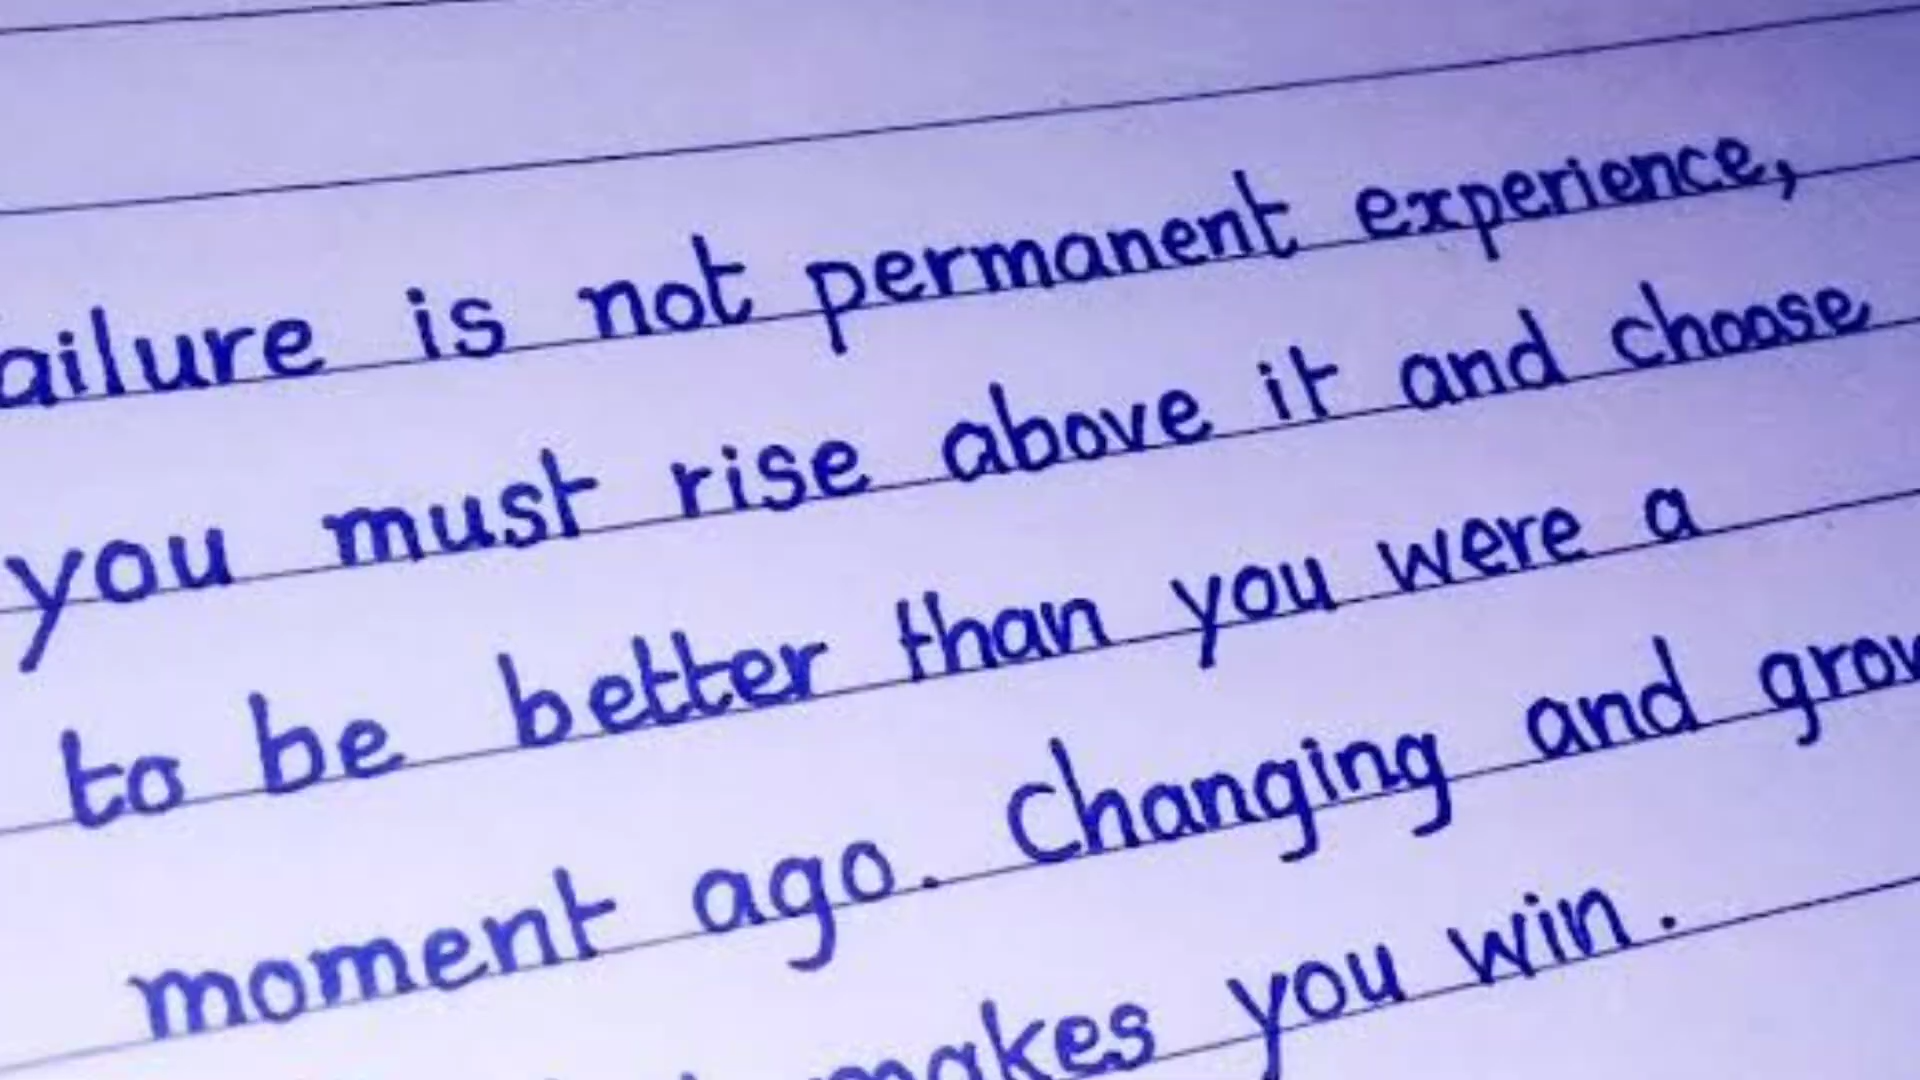 ailure is not permanent experience,
you must rise above it and choose
to be better than you were a
moment ago. Changing and grow
makes you win.